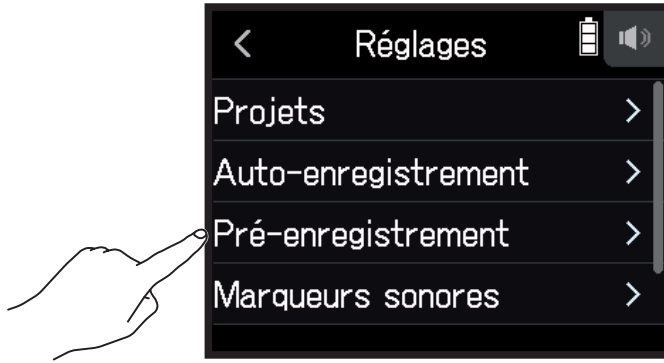 Réglages
Projets
Auto-enregistrement
Pré-enregistrement
Marqueurs sonores